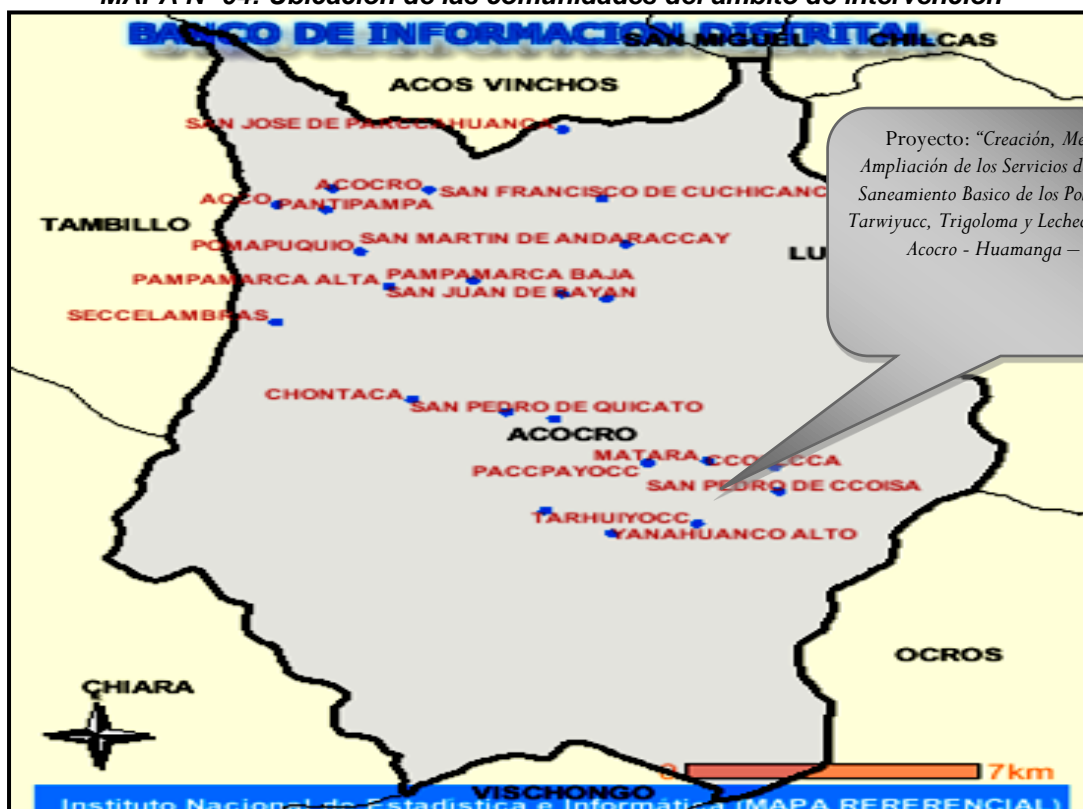 MAPA N° 04: Ubicación de las comunidades del ámbito de intervención
BANCO DE INFORMACION DISTRITAL
SAN MIGUEL
CHILCAS
ACOS VINCHOS
SAN JOSE DE PARCCAHUANCA
Proyecto: "Creación, Me
Ampliación de los Servicios d
Saneamiento Basico de los Po
Tarwiyucc, Trigoloma y Leche
Acocro - Huamanga –
ACOCRO
SAN FRANCISCO DE CUCHICANC
ACCO
PANTIPAMPA
TAMBILLO
POMAPUQUIO
SAN MARTIN DE ANDARACCAY
LU
PAMPAMARCA ALTA
PAMPAMARCA BAJA
SAN JUAN DE BAYAN
SECCELAMBRAS
CHONTACA
SAN PEDRO DE QUICATO
ACOCRO
MATARA
PACCPAYOCC
SAN PEDRO DE CCOISA
TARHUIYOCC
YANAHUANCO ALTO
OCROS
CHIARA
0
7km
VISCHONGO
Instituto Nacional de Estadística e Informática (MAPA RERERENCIAL)